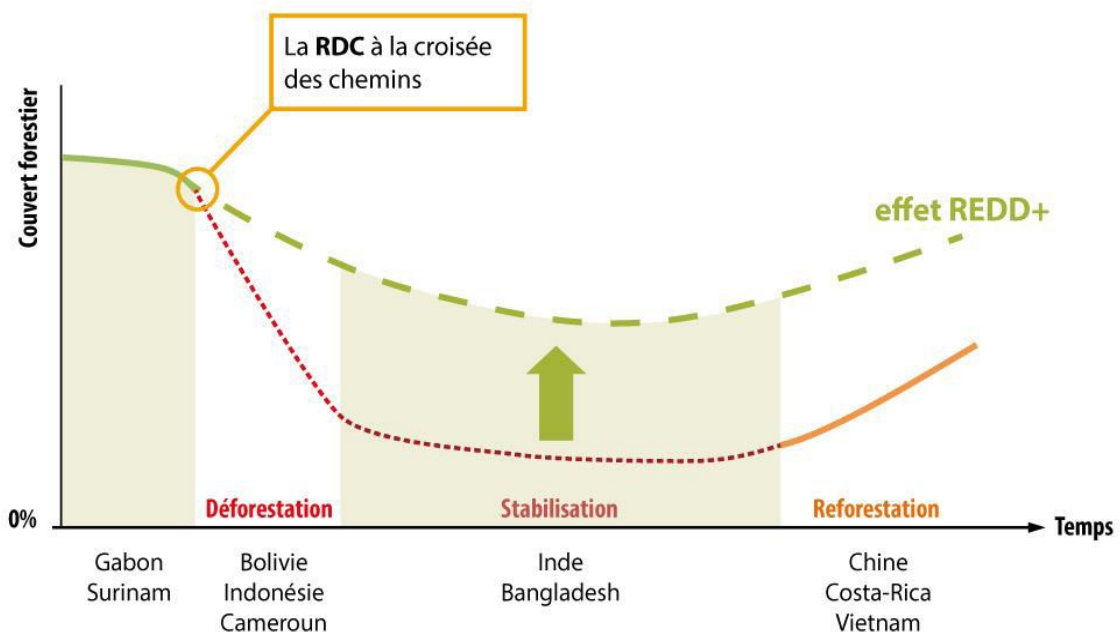 La RDC à la croisée
des chemins
Couvert forestier
effet REDD+
0%
Déforestation
Stabilisation
Reforestation
Temps
Gabon
Surinam
Bolivie
Indonésie
Cameroun
Inde
Bangladesh
Chine
Costa-Rica
Vietnam